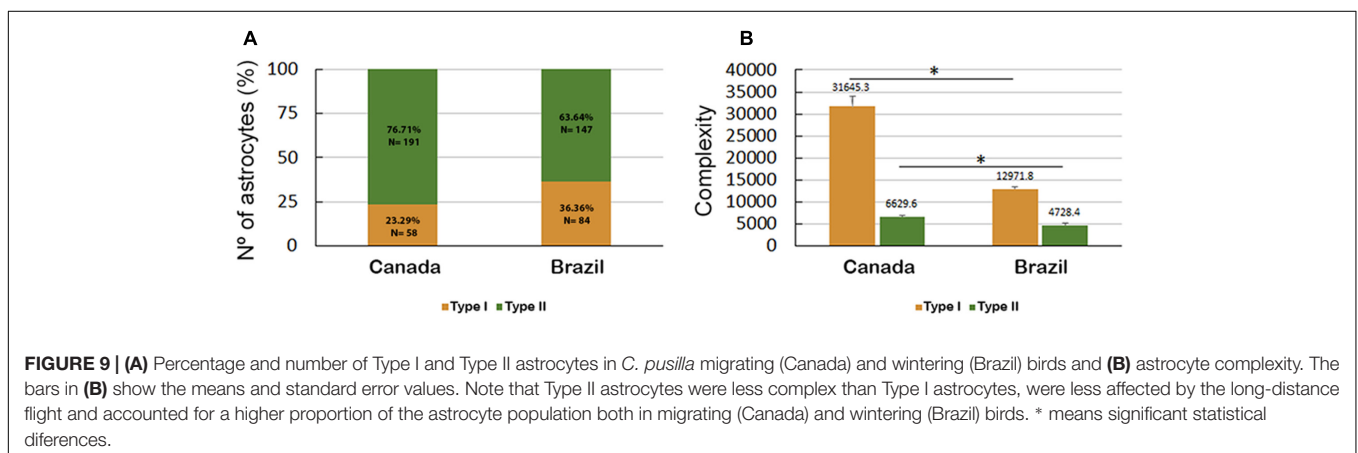 A
Nº of astrocytes (%)
100
75
50
25
0
76.71%
N= 191
63.64%
N= 147
23.29%
N= 58
36.36%
N= 84
Canada
Brazil
Type I
Type II
B
Complexity
40000
35000
30000
25000
20000
15000
10000
5000
0
*
31645.3
*
12971.8
6629.6
4728.4
Canada
Brazil
Type I
Type II
FIGURE 9 | (A) Percentage and number of Type I and Type II astrocytes in C. pusilla migrating (Canada) and wintering (Brazil) birds and (B) astrocyte complexity. The
bars in (B) show the means and standard error values. Note that Type II astrocytes were less complex than Type I astrocytes, were less affected by the long-distance
flight and accounted for a higher proportion of the astrocyte population both in migrating (Canada) and wintering (Brazil) birds. * means significant statistical
diferences.